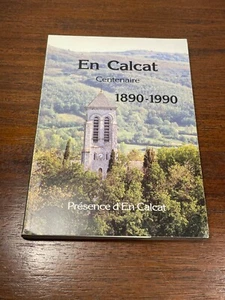 En Calcat
Centenaire
1890-1990
Présence d'En Calcat